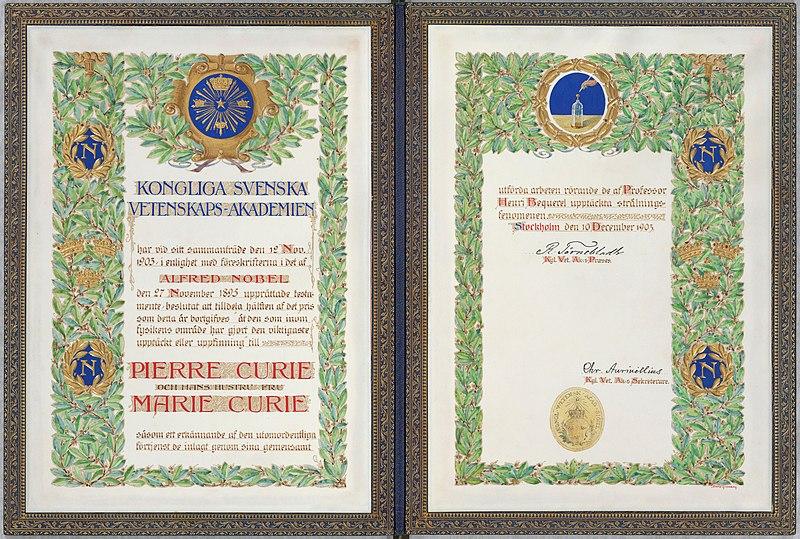 KONGLIGA SVENSKA
VETENSKAPS-AKADEMIEN
har vid sitt sammanträde den 12 Nov.
1903, i enlighet med föreskrifterna i det af
ALFRED NOBEL
den 27 November 1895 upprättade testa-
mente, beslutat att tilldela hälften af det pris
som detta år bortgifves åt den som inom
fysikens område har gjort den viktigaste
upptäckt eller uppfinning till
PIERRE CURIE
OCH HANS HUSTRU FRU
MARIE CURIE
såsom ett erkännande af den utomordentliga
förtjenst de inlagt genom sina gemensamt
N
N
utförda arbeten rörande de af Professor
Henri Bequerel upptäckta strålnings-
fenomenen
Stockholm den 10 December 1903.
R Törnebladh
Kgl. Vet. Ak:s Præses.
Chr. Aurivillius
Kgl. Vet. Ak:s Sekreterare.
N
N